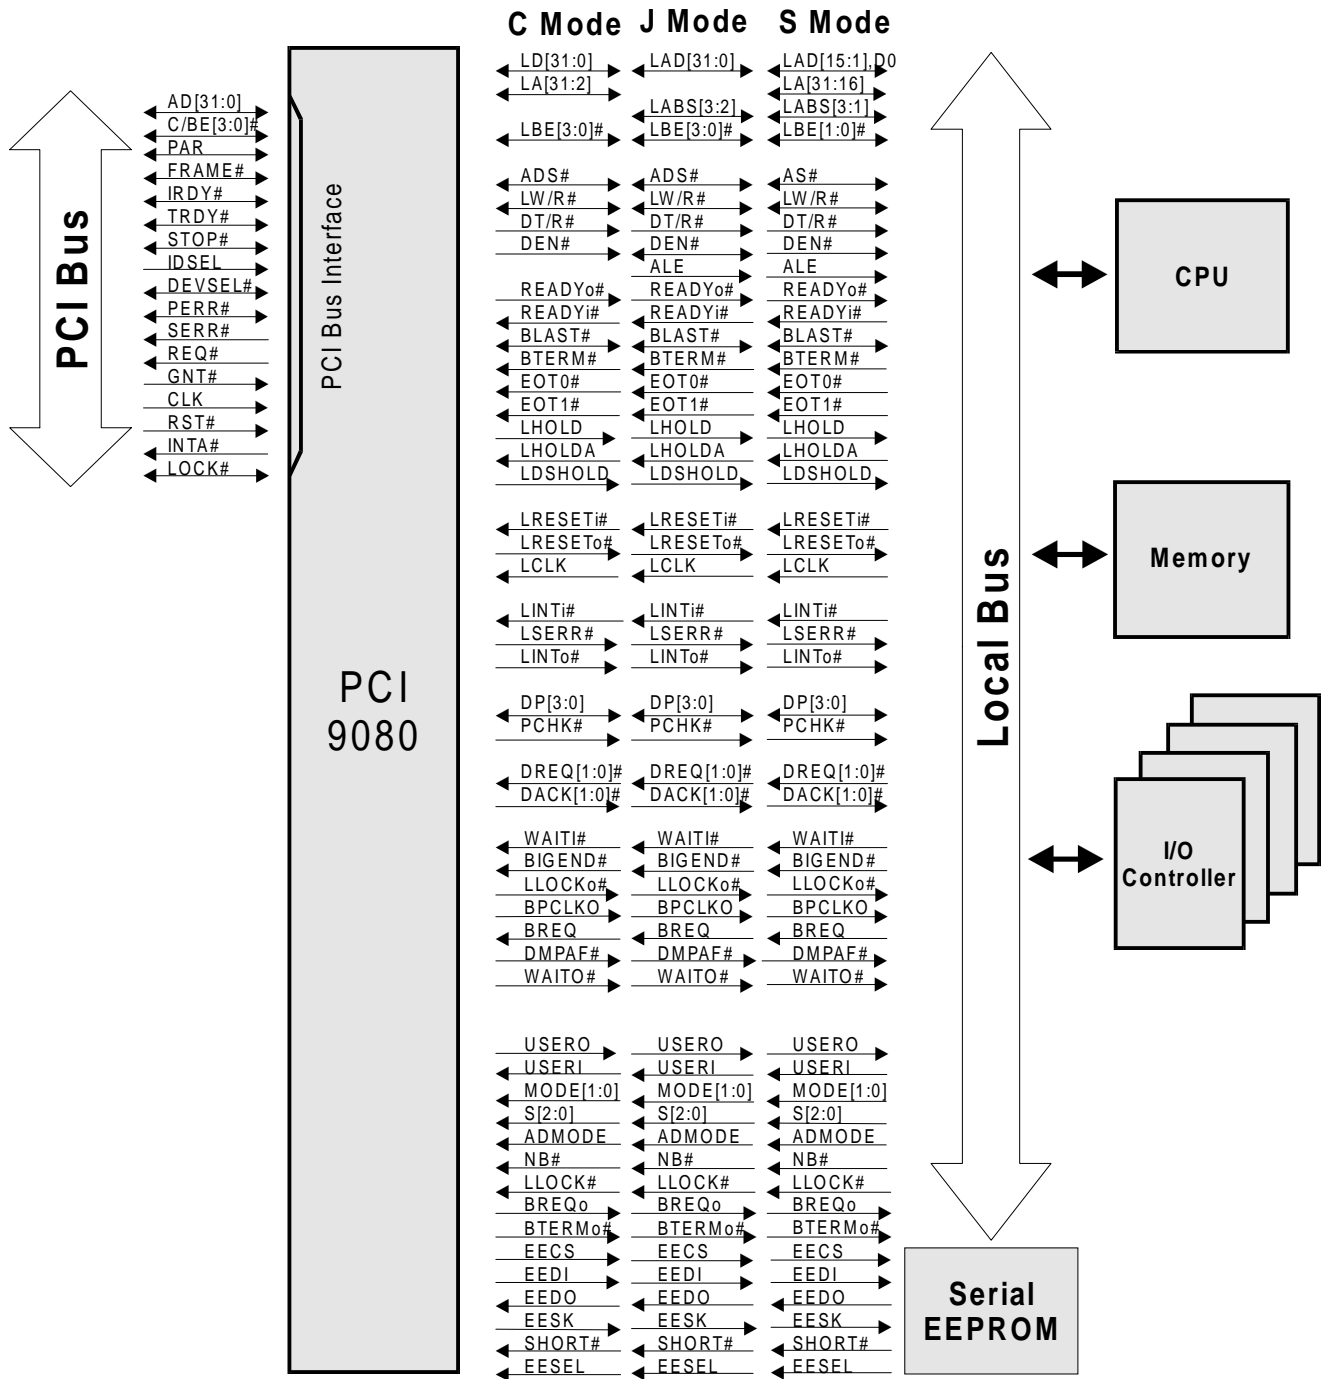 C Mode J Mode S Mode
LD[31:0] LAD[31:0] LAD[15:1],D0
LA[31:2] LA[31:16]
LABS[3:2] LABS[3:1]
LBE[3:0]# LBE[3:0]# LBE[1:0]#
ADS# ADS# AS#
LW/R# LW/R# LW/R#
DT/R# DT/R# DT/R#
DEN# DEN# DEN#
ALE ALE
READYo# READYo# READYo#
READYi# READYi# READYi#
BLAST# BLAST# BLAST#
BTERM# BTERM# BTERM#
EOT0# EOT0# EOT0#
EOT1# EOT1# EOT1#
LHOLD LHOLD LHOLD
LHOLDA LHOLDA LHOLDA
LDSHOLD LDSHOLD LDSHOLD
LRESETi# LRESETi# LRESETi#
LRESETo# LRESETo# LRESETo#
LCLK LCLK LCLK
LINTi# LINTi# LINTi#
LSERR# LSERR# LSERR#
LINTo# LINTo# LINTo#
DP[3:0] DP[3:0] DP[3:0]
PCHK# PCHK# PCHK#
DREQ[1:0]# DREQ[1:0]# DREQ[1:0]#
DACK[1:0]# DACK[1:0]# DACK[1:0]#
WAITI# WAITI# WAITI#
BIGEND# BIGEND# BIGEND#
LLOCKo# LLOCKo# LLOCKo#
BPCLKO BPCLKO BPCLKO
BREQ BREQ BREQ
DMPAF# DMPAF# DMPAF#
WAITO# WAITO# WAITO#
USERO USERO USERO
USERI USERI USERI
MODE[1:0] MODE[1:0] MODE[1:0]
S[2:0] S[2:0] S[2:0]
ADMODE ADMODE ADMODE
NB# NB# NB#
LLOCK# LLOCK# LLOCK#
BREQo BREQo BREQo
BTERMo# BTERMo# BTERMo#
EECS EECS EECS
EEDI EEDI EEDI
EEDO EEDO EEDO
EESK EESK EESK
SHORT# SHORT# SHORT#
EESEL EESEL EESEL
PCI Bus
AD[31:0]
C/BE[3:0]#
PAR
FRAME#
IRDY#
TRDY#
STOP#
IDSEL
DEVSEL#
PERR#
SERR#
REQ#
GNT#
CLK
RST#
INTA#
LOCK#
PCI Bus Interface
PCI
9080
Local Bus
CPU
Memory
I/O
Controller
Serial
EEPROM